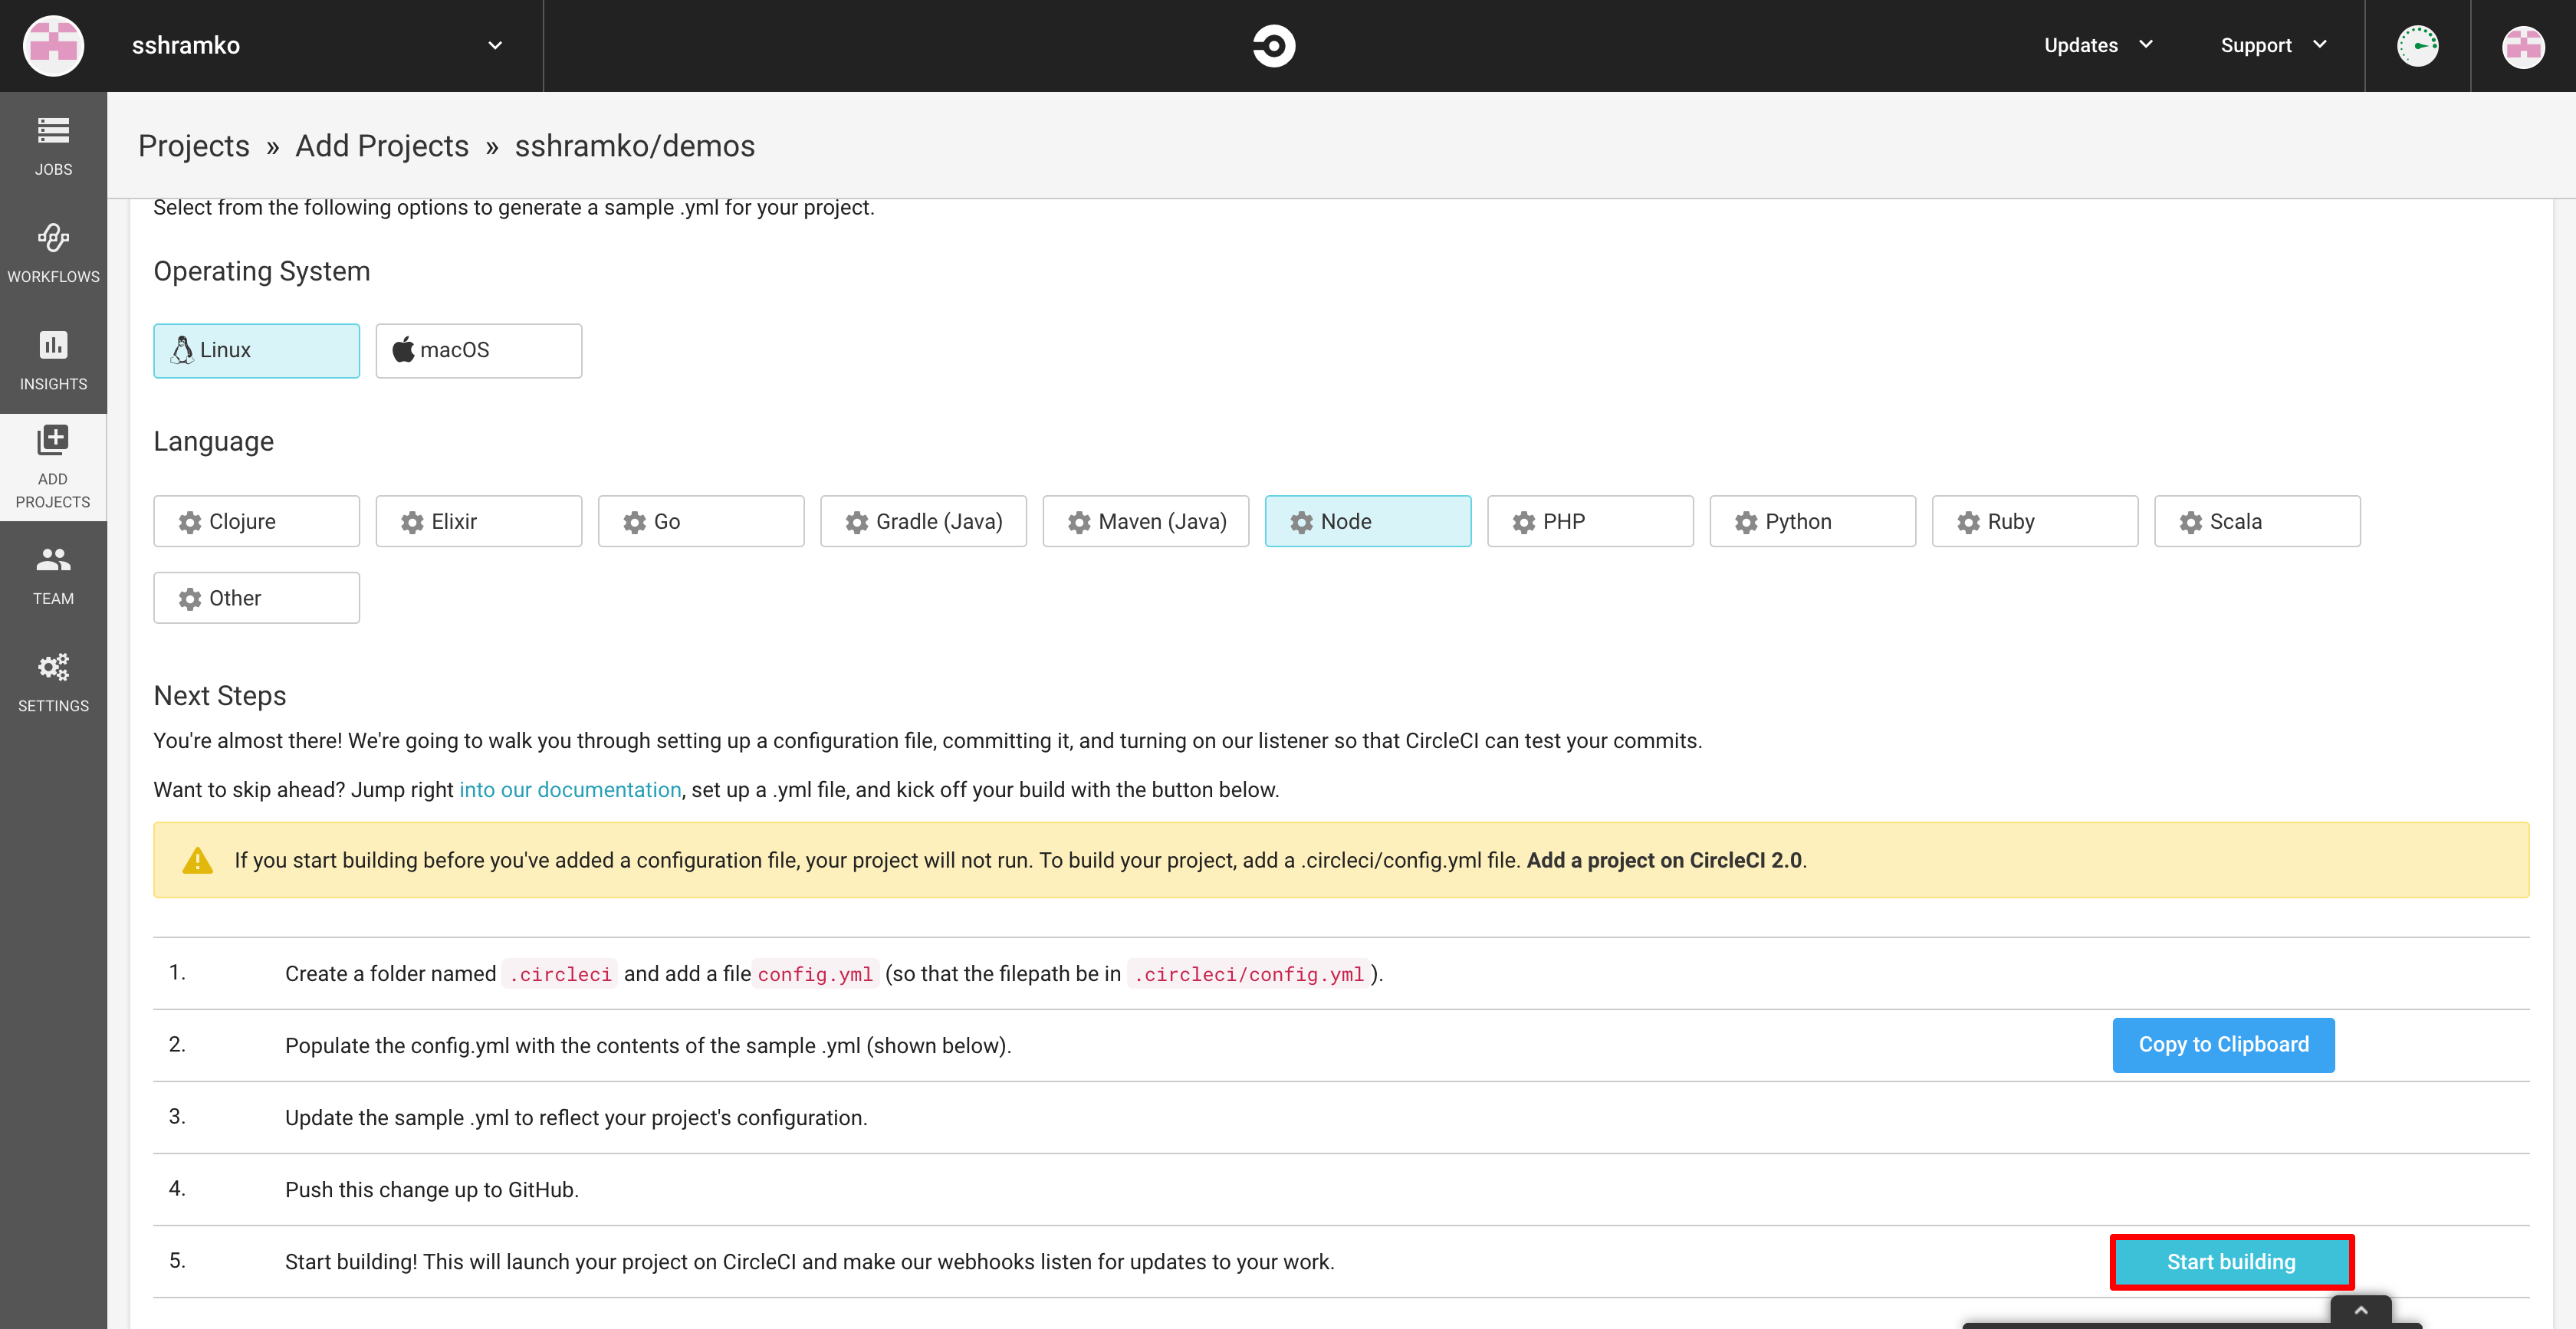 sshramko
Updates
Support
JOBS
WORKFLOWS
INSIGHTS
ADD
PROJECTS
TEAM
SETTINGS
Projects » Add Projects » sshramko/demos
Select from the following options to generate a sample .yml for your project.
Operating System
Linux
macOS
Language
Clojure
Elixir
Go
Gradle (Java)
Maven (Java)
Node
PHP
Python
Ruby
Scala
Other
Next Steps
You're almost there! We're going to walk you through setting up a configuration file, committing it, and turning on our listener so that CircleCI can test your commits.
Want to skip ahead? Jump right into our documentation, set up a .yml file, and kick off your build with the button below.
If you start building before you've added a configuration file, your project will not run. To build your project, add a .circleci/config.yml file. Add a project on CircleCI 2.0.
1. Create a folder named .circleci and add a file config.yml (so that the filepath be in .circleci/config.yml ).
2. Populate the config.yml with the contents of the sample .yml (shown below).
Copy to Clipboard
3. Update the sample .yml to reflect your project's configuration.
4. Push this change up to GitHub.
5. Start building! This will launch your project on CircleCI and make our webhooks listen for updates to your work.
Start building